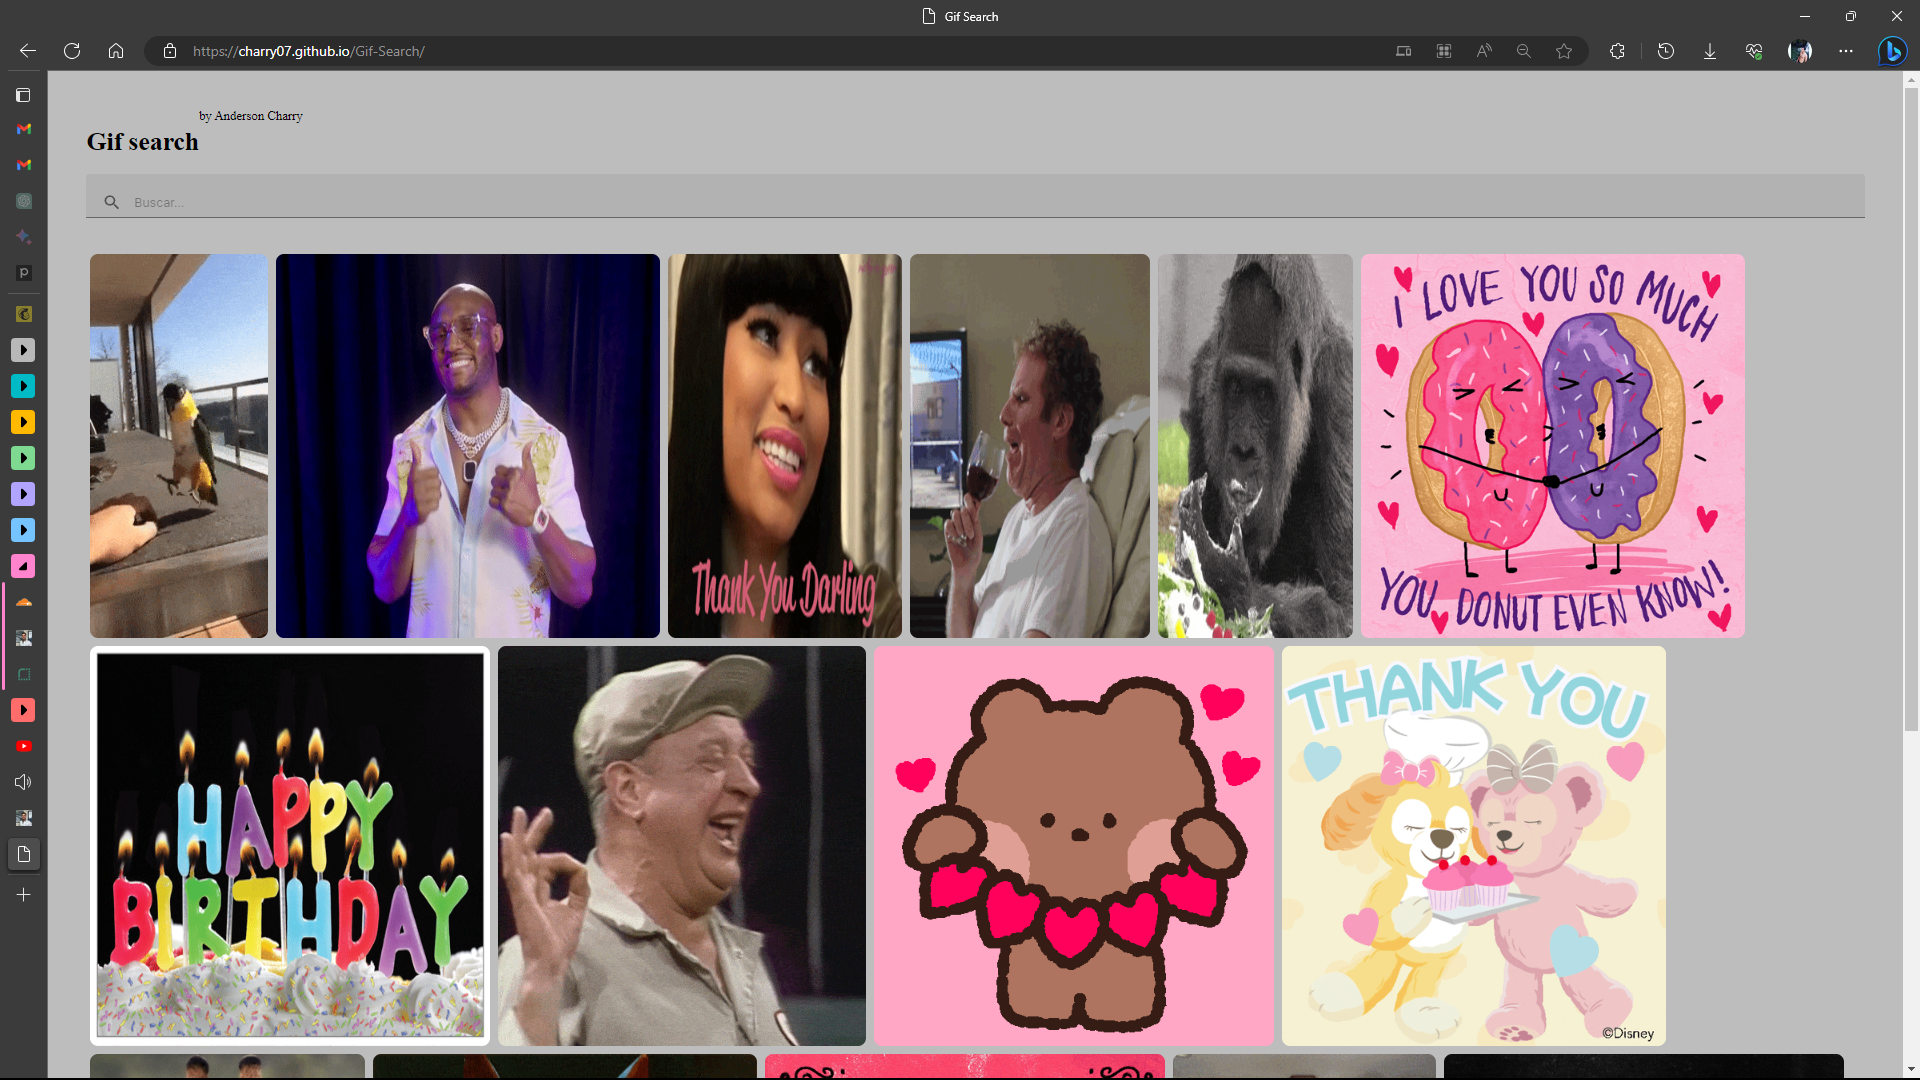 Gif Search
https://charry07.github.io/Gif-Search/
by Anderson Charry
Gif search
Buscar...
Thank You Darling
I LOVE YOU SO MUCH
YOU DONUT EVEN KNOW!
HAPPY
BIRTHDAY
THANK YOU
©Disney